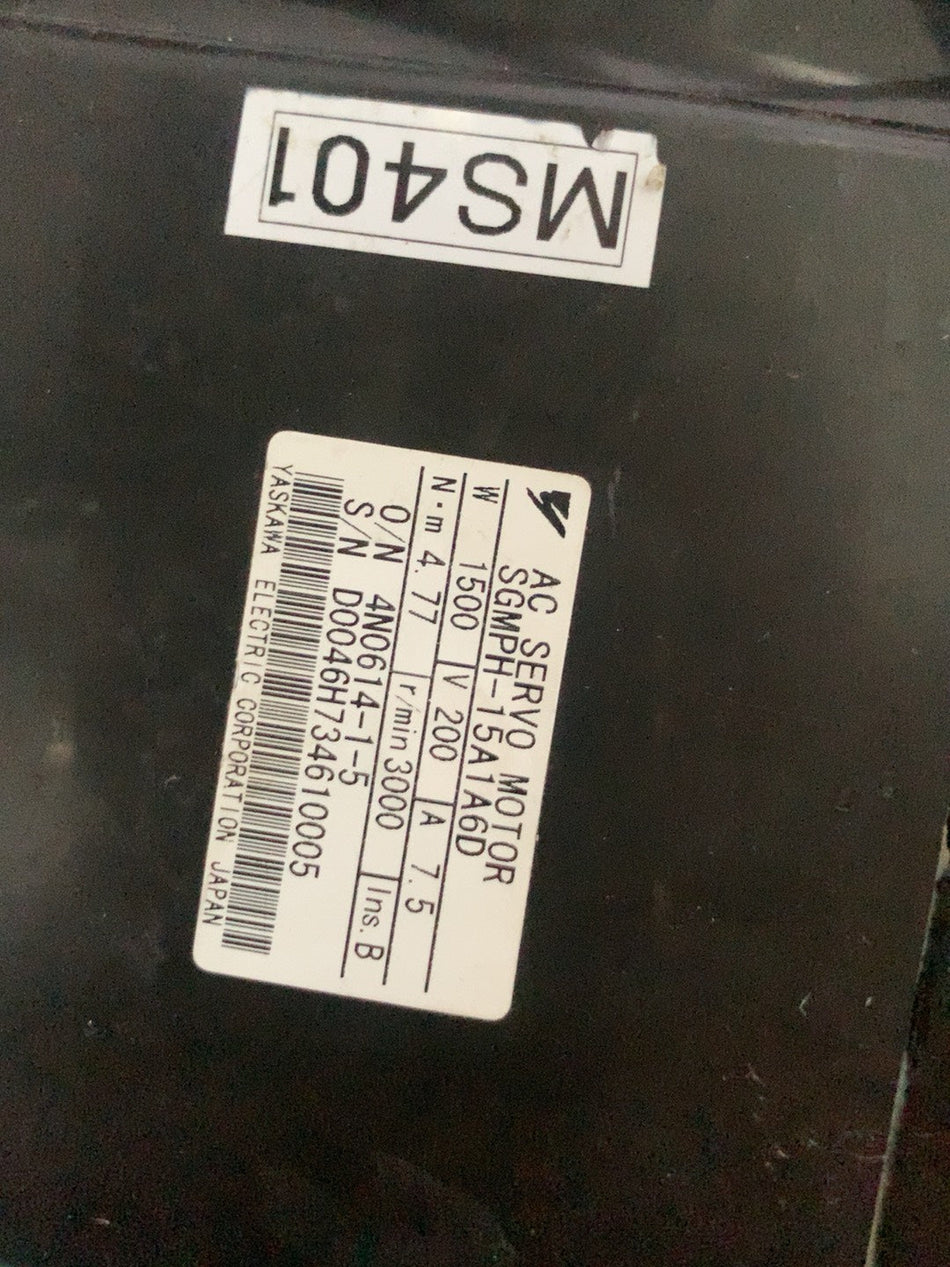 MS401
AC SERVO MOTOR
SGMPH-15A1A6D
W 1500 V 200 A 7.5
N·m 4.77 r/min 3000 Ins. B
O/N 4N0614-1-5
S/N D0046H734610005
YASKAWA ELECTRIC CORPORATION JAPAN